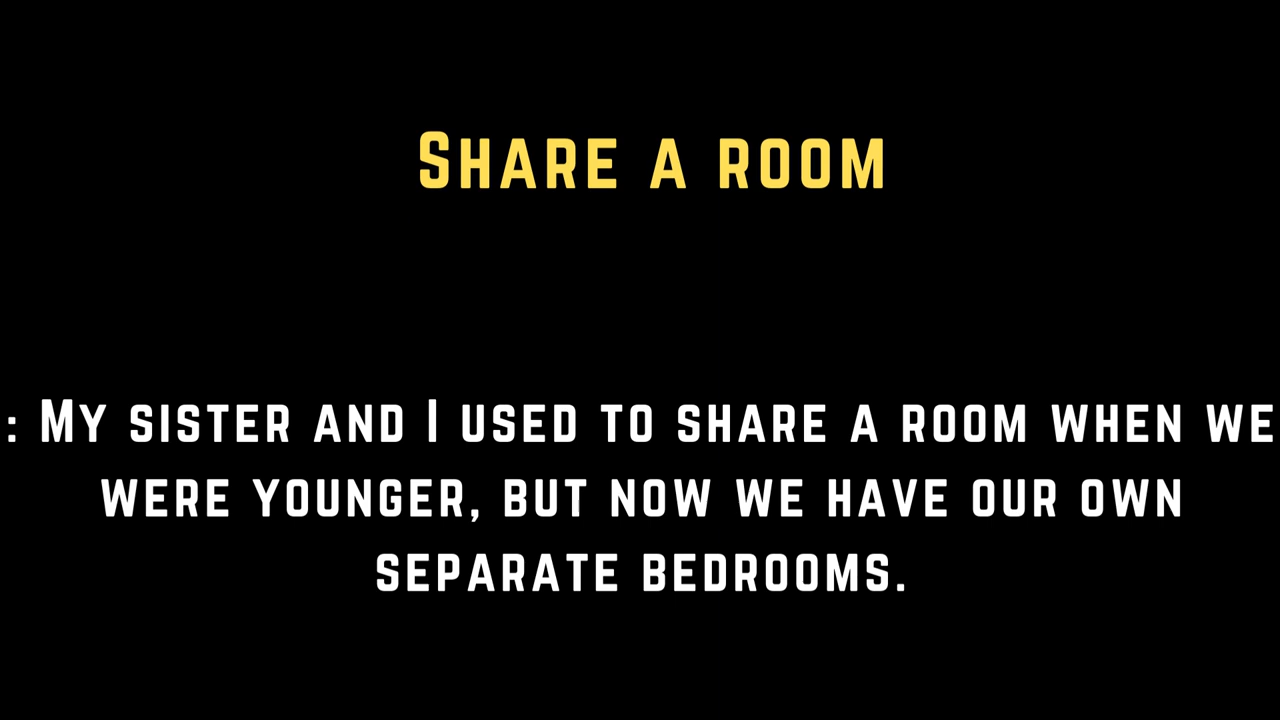 Share a room
: My sister and I used to share a room when we
were younger, but now we have our own
separate bedrooms.